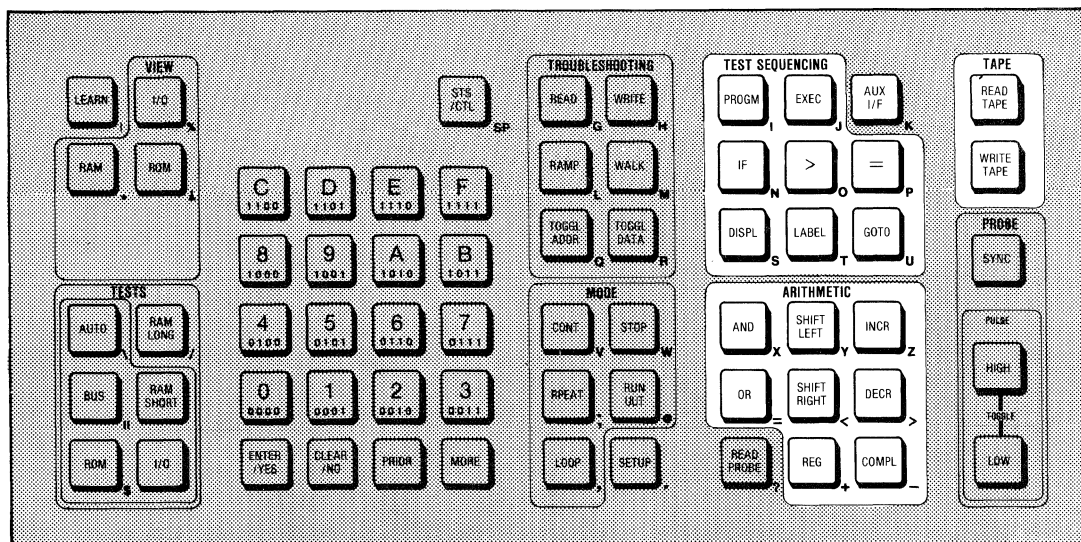 VIEW
LEARN
I/O
%
RAM
ROM
TESTS
AUTO
\
RAM LONG
/
BUS
"
RAM SHORT
ROM
$
I/O
STS /CTL
SP
C
1100
D
1101
E
1110
F
1111
8
1000
9
1001
A
1010
B
1011
4
0100
5
0101
6
0110
7
0111
0
0000
1
0001
2
0010
3
0011
ENTER /YES
CLEAR /NO
PRIOR
MORE
TROUBLESHOOTING
READ
G
WRITE
H
RAMP
L
WALK
M
TOGGL ADDR
Q
TOGGL DATA
R
MODE
CONT
V
STOP
W
RPEAT
;
RUN UUT
@
LOOP
,
SETUP
.
TEST SEQUENCING
PROGM
I
EXEC
J
AUX I/F
K
IF
N
>
O
=
P
DISPL
S
LABEL
T
GOTO
U
ARITHMETIC
AND
X
SHIFT LEFT
Y
INCR
Z
OR
=
SHIFT RIGHT
<
DECR
>
READ PROBE
?
REG
+
COMPL
–
TAPE
READ TAPE
WRITE TAPE
PROBE
SYNC
PULSE
HIGH
TOGGLE
LOW